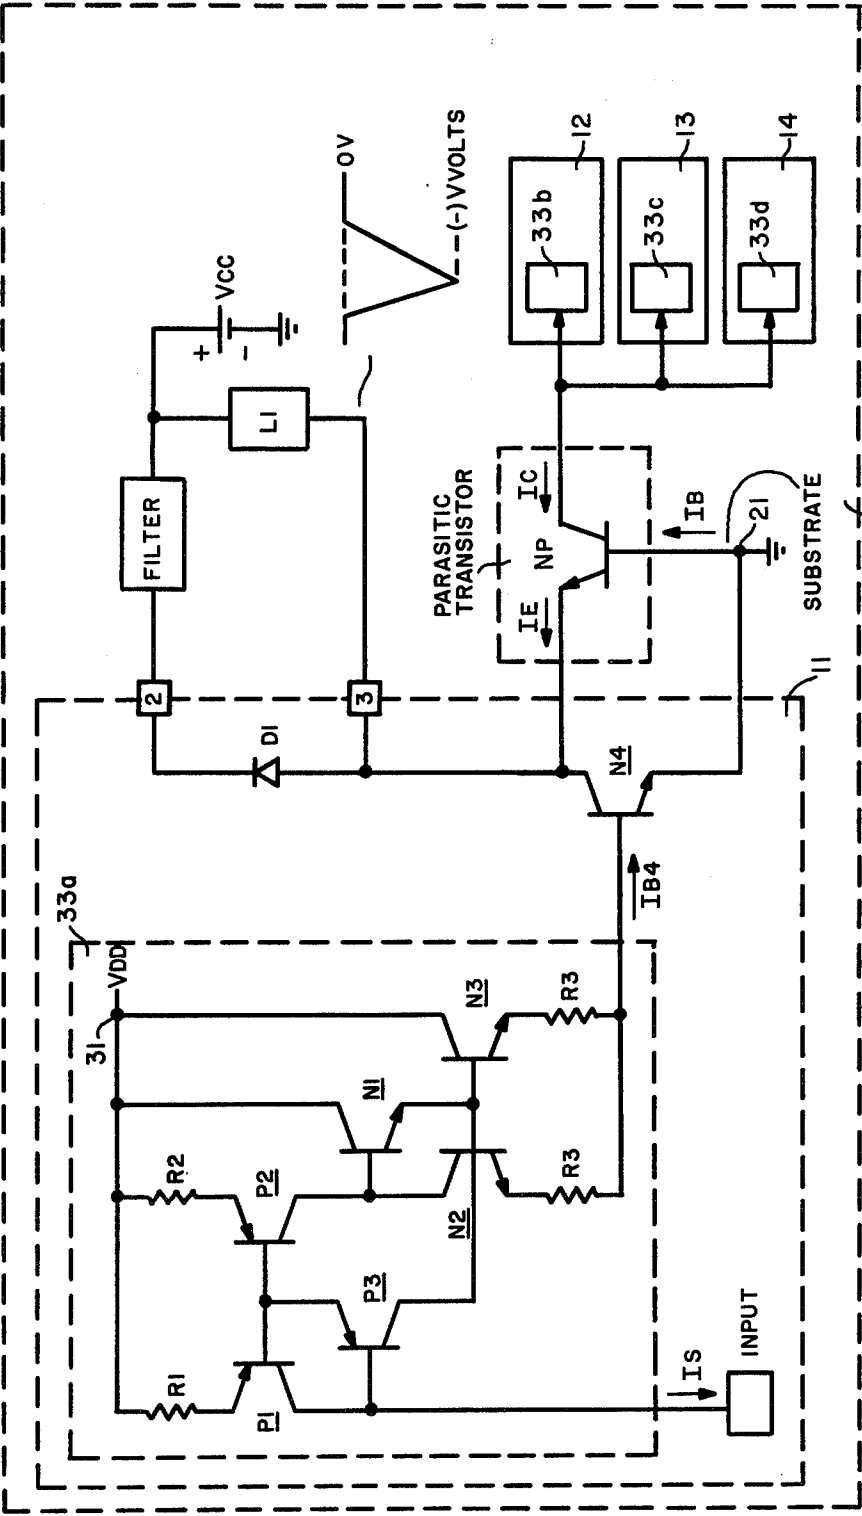 33a
31
VDD
R1
R2
P1
P2
P3
N1
N2
N3
R3
R3
IS
INPUT
IB4
N4
D1
2
3
11
FILTER
L1
+
-
VCC
0V
(-) V VOLTS
PARASITIC
TRANSISTOR
NP
IE
IC
IB
21
SUBSTRATE
33b
12
33c
13
33d
14